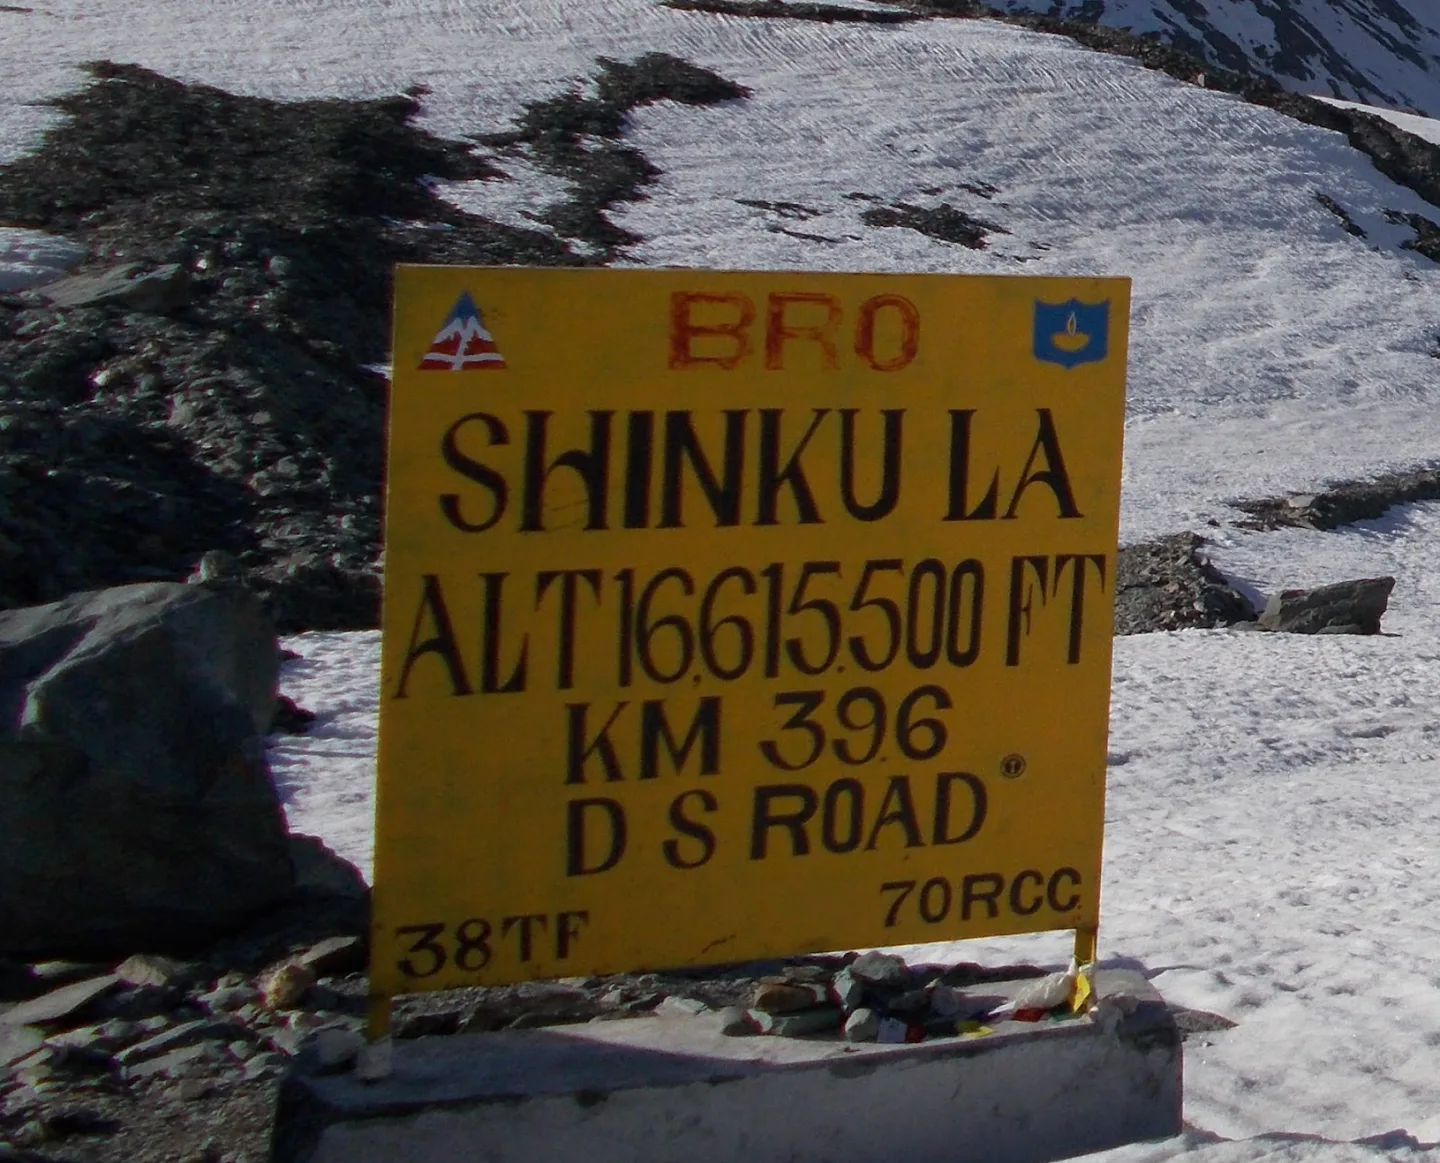 BRO
SHINKU LA
ALT 16,615.500 FT
KM 39.6
D S ROAD
38TF 70RCC